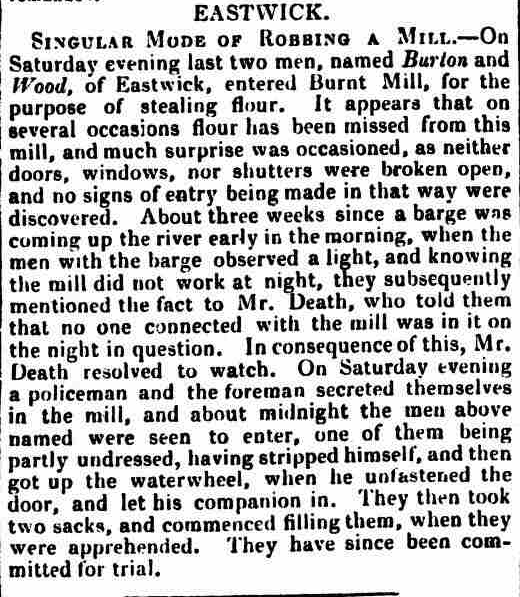 EASTWICK.
SINGULAR MODE OF ROBBING A MILL.—On
Saturday evening last two men, named Burton and
Wood, of Eastwick, entered Burnt Mill, for the
purpose of stealing flour. It appears that on
several occasions flour has been missed from this
mill, and much surprise was occasioned, as neither
doors, windows, nor shutters were broken open,
and no signs of entry being made in that way were
discovered. About three weeks since a barge was
coming up the river early in the morning, when the
men with the barge observed a light, and knowing
the mill did not work at night, they subsequently
mentioned the fact to Mr. Death, who told them
that no one connected with the mill was in it on
the night in question. In consequence of this, Mr.
Death resolved to watch. On Saturday evening
a policeman and the foreman secreted themselves
in the mill, and about midnight the men above
named were seen to enter, one of them being
partly undressed, having stripped himself, and then
got up the waterwheel, when he unfastened the
door, and let his companion in. They then took
two sacks, and commenced filling them, when they
were apprehended. They have since been com-
mitted for trial.